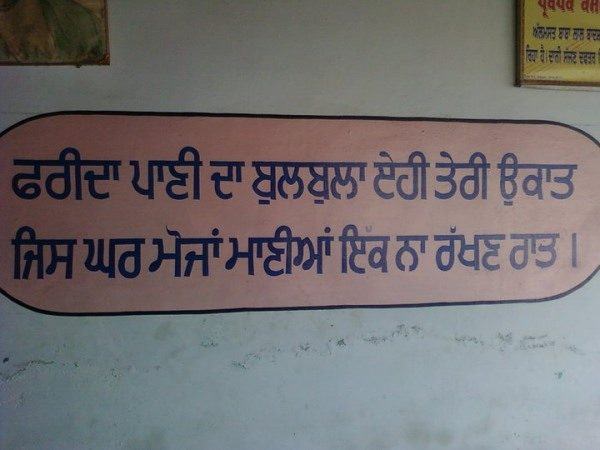 ਫਰੀਦਾ ਪਾਣੀ ਦਾ ਬੁਲਬੁਲਾ ਏਹੀ ਤੇਰੀ ਉਕਾਤ
ਜਿਸ ਘਰ ਮੋਜਾਂ ਮਾਣੀਆਂ ਇੱਕ ਨਾ ਰੱਖਣ ਰਾਤ ।